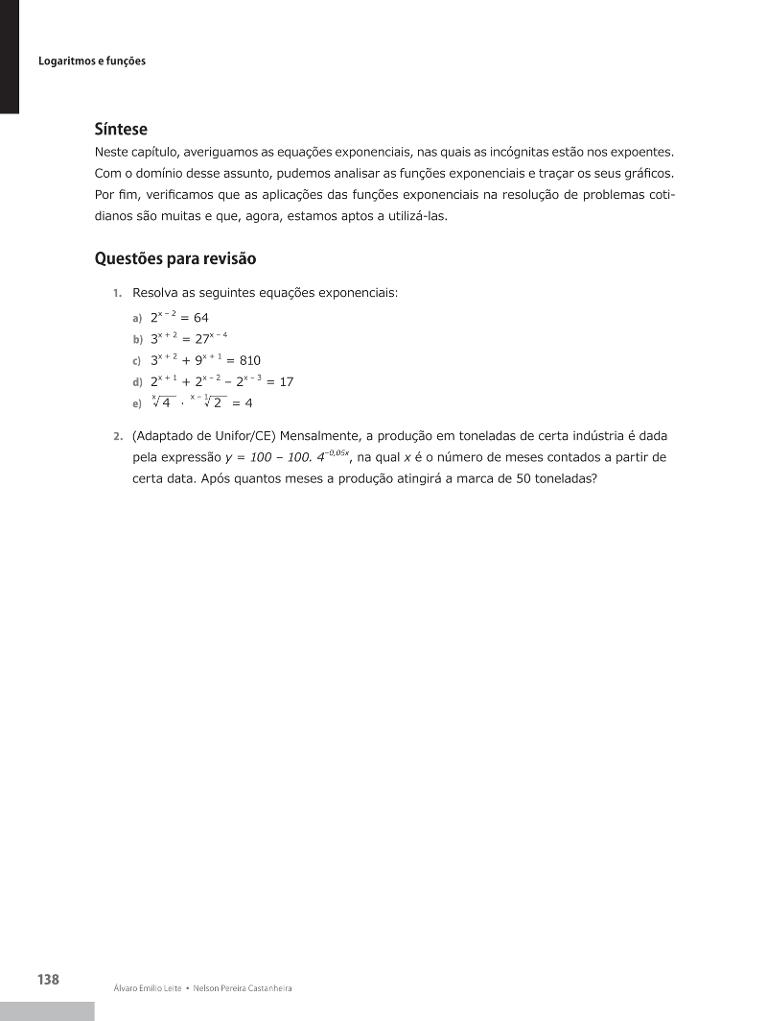 Logaritmos e funções
Síntese
Neste capítulo, averiguamos as equações exponenciais, nas quais as incógnitas estão nos expoentes.
Com o domínio desse assunto, pudemos analisar as funções exponenciais e traçar os seus gráficos.
Por fim, verificamos que as aplicações das funções exponenciais na resolução de problemas coti-
dianos são muitas e que, agora, estamos aptos a utilizá-las.
Questões para revisão
1. Resolva as seguintes equações exponenciais:
a) 2^{x – 2} = 64
b) 3^{x + 2} = 27^{x – 4}
c) 3^{x + 2} + 9^{x + 1} = 810
d) 2^{x + 1} + 2^{x – 2} – 2^{x – 3} = 17
e) \sqrt[x]{4} · \sqrt[x – 1]{2} = 4
2. (Adaptado de Unifor/CE) Mensalmente, a produção em toneladas de certa indústria é dada
pela expressão y = 100 – 100. 4^{–0,05x}, na qual x é o número de meses contados a partir de
certa data. Após quantos meses a produção atingirá a marca de 50 toneladas?
138
Álvaro Emílio Leite • Nelson Pereira Castanheira